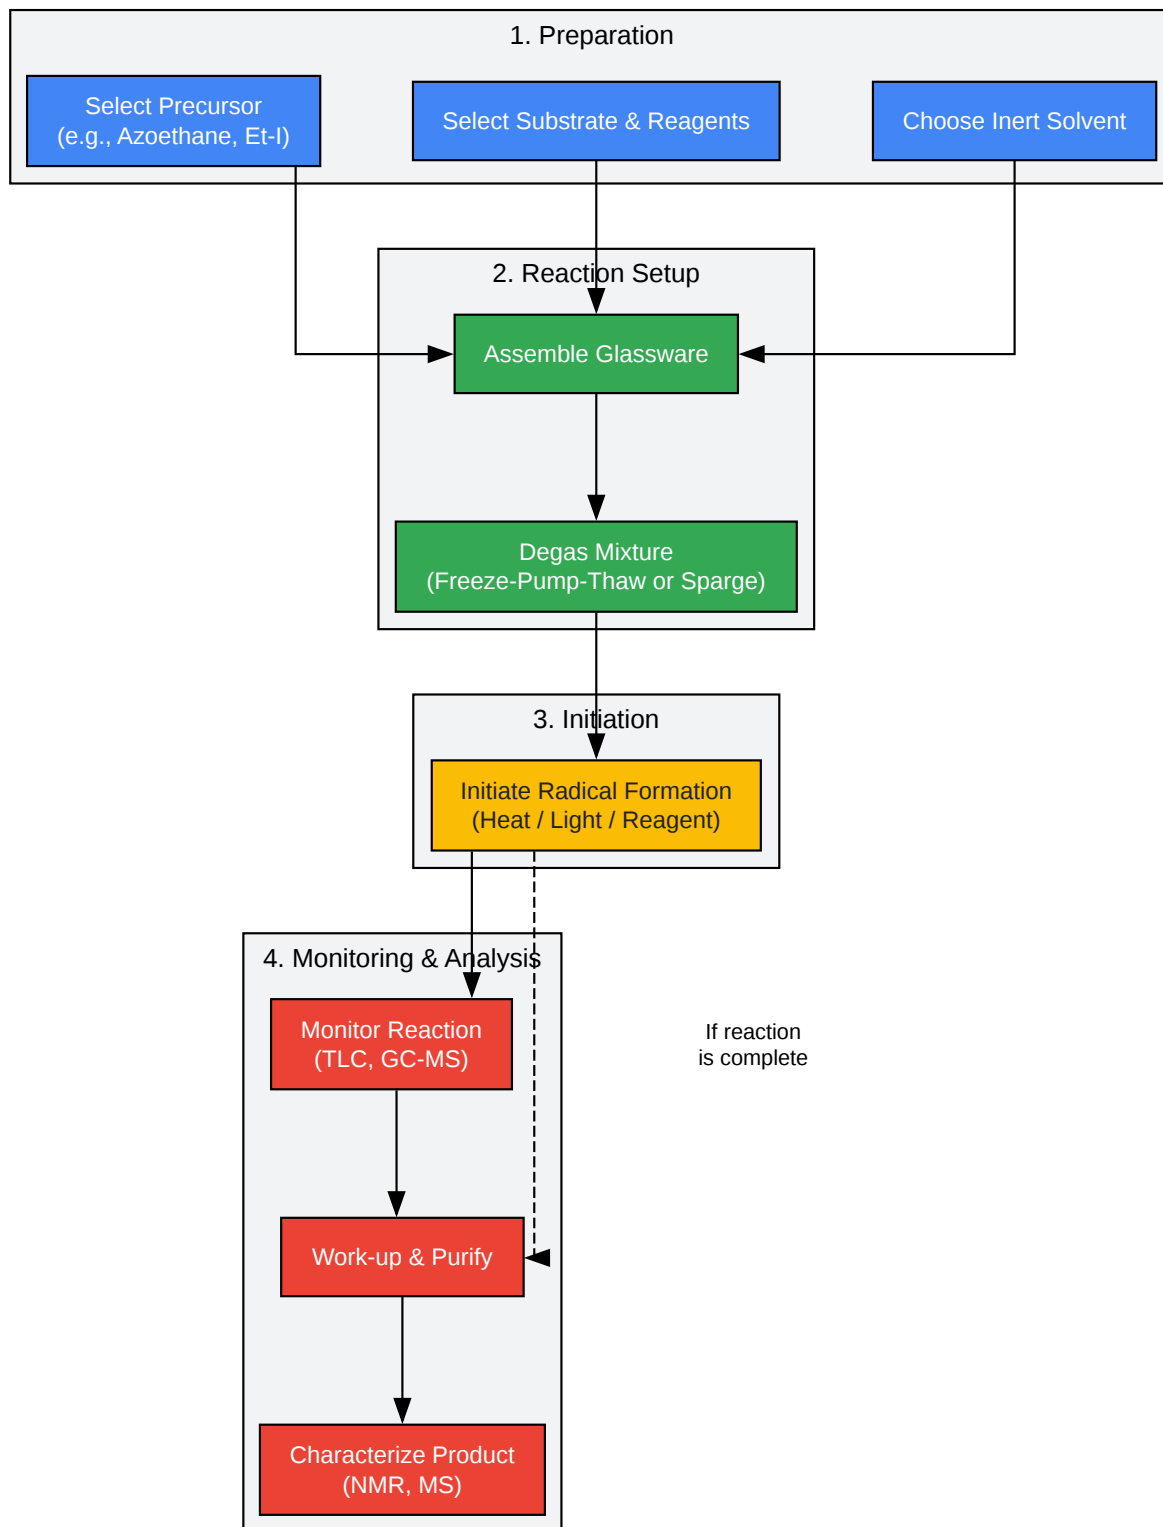 1. Preparation
Select Precursor
(e.g., Azoethane, Et-I)
Select Substrate & Reagents
Choose Inert Solvent
2. Reaction Setup
Assemble Glassware
Degas Mixture
(Freeze-Pump-Thaw or Sparge)
3. Initiation
Initiate Radical Formation
(Heat / Light / Reagent)
4. Monitoring & Analysis
Monitor Reaction
(TLC, GC-MS)
If reaction
is complete
Work-up & Purify
Characterize Product
(NMR, MS)